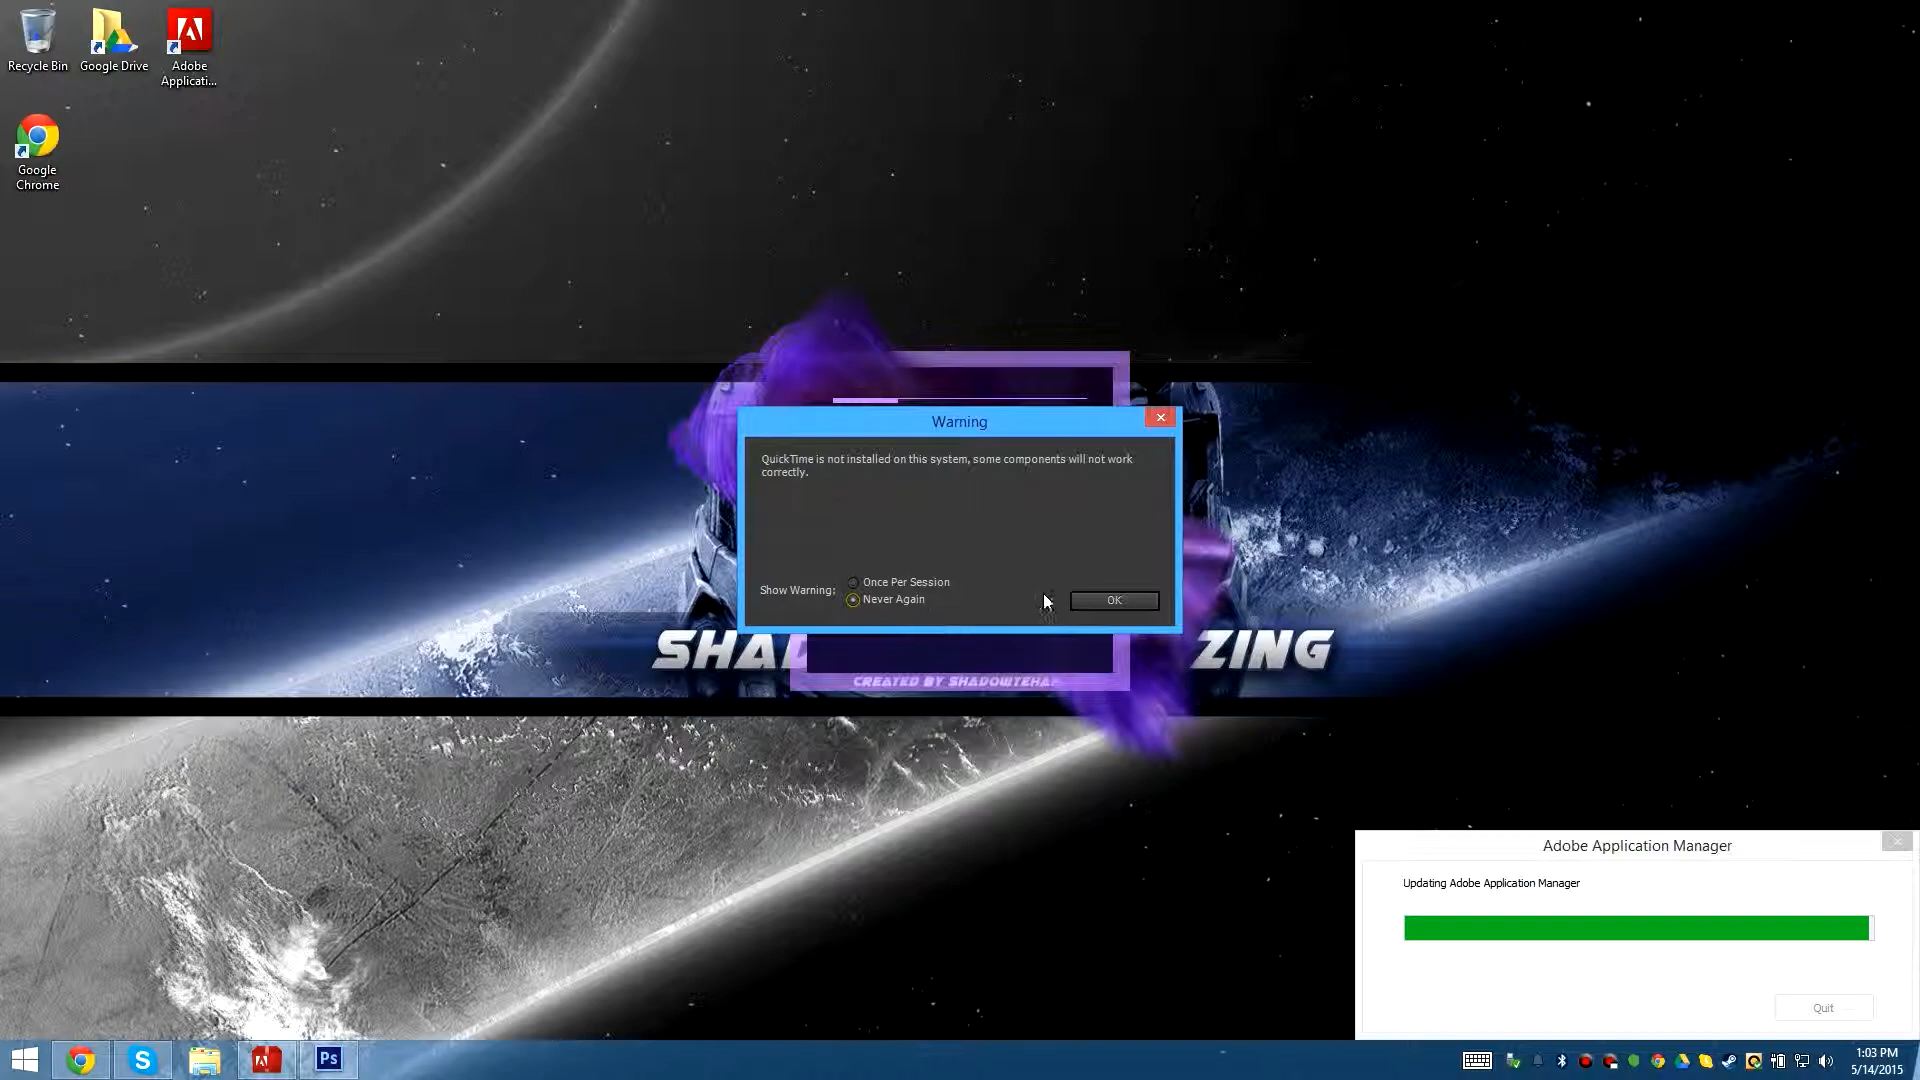 Recycle Bin
Google Drive
Adobe
Applicati...
Google
Chrome
Warning
QuickTime is not installed on this system, some components will not work
correctly.
Show Warning:
Once Per Session
Never Again
OK
ZING
CREATED BY
Adobe Application Manager
Updating Adobe Application Manager
Quit
Ps
1:03 PM
5/14/2015